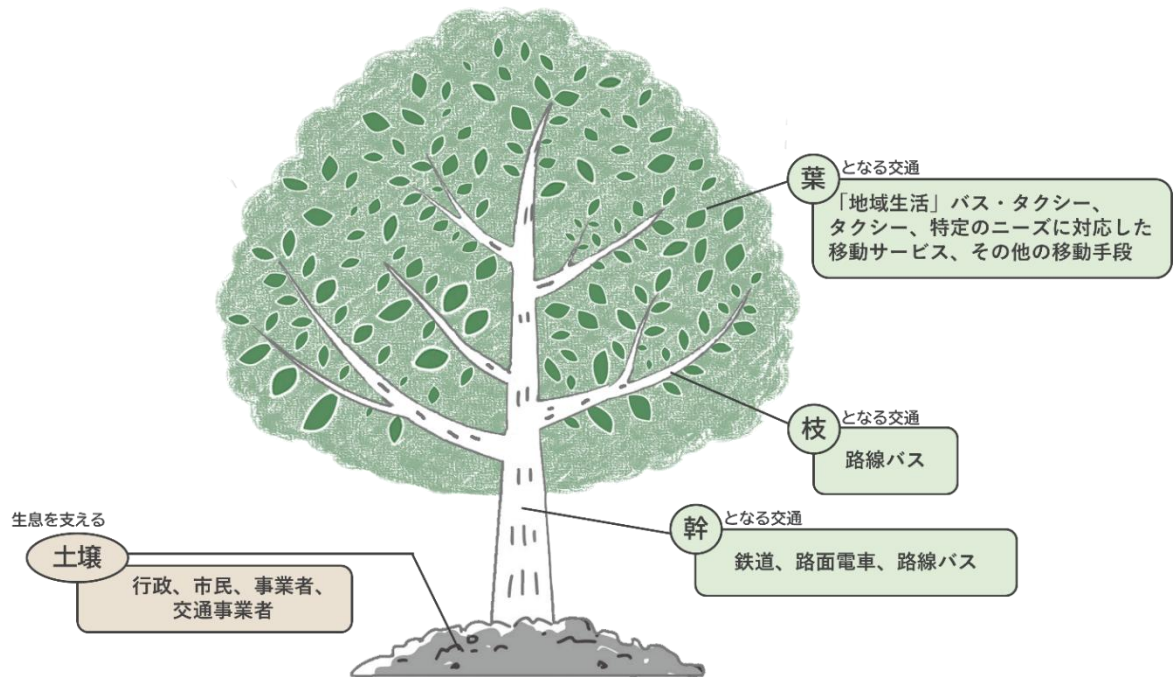 葉
となる交通
「地域生活」バス・タクシー、
タクシー、特定のニーズに対応した
移動サービス、その他の移動手段
枝
となる交通
路線バス
幹
となる交通
鉄道、路面電車、路線バス
生息を支える
土壌
行政、市民、事業者、
交通事業者